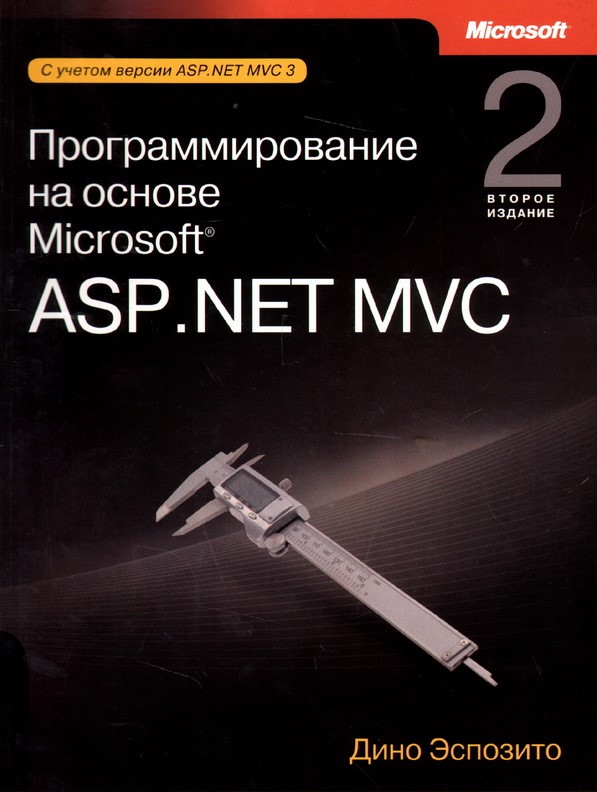 Microsoft®
С учетом версии ASP.NET MVC 3
2
ВТОРОЕ
ИЗДАНИЕ
Программирование
на основе
Microsoft®
ASP.NET MVC
Дино Эспозито